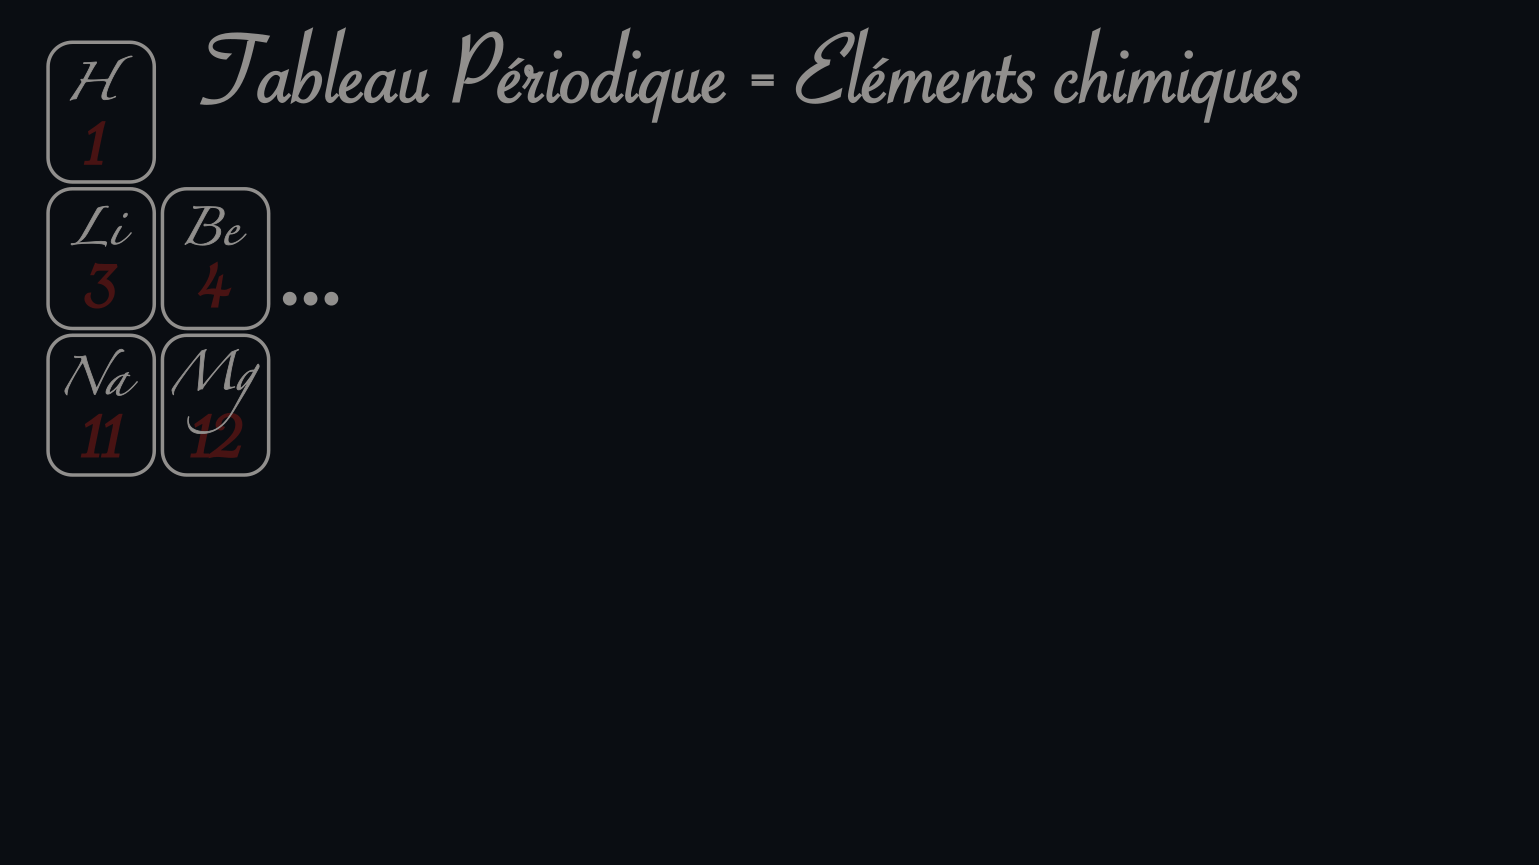 Tableau Périodique = Eléments chimiques
H
1
Li Be
3 4 ...
Na Mg
11 12